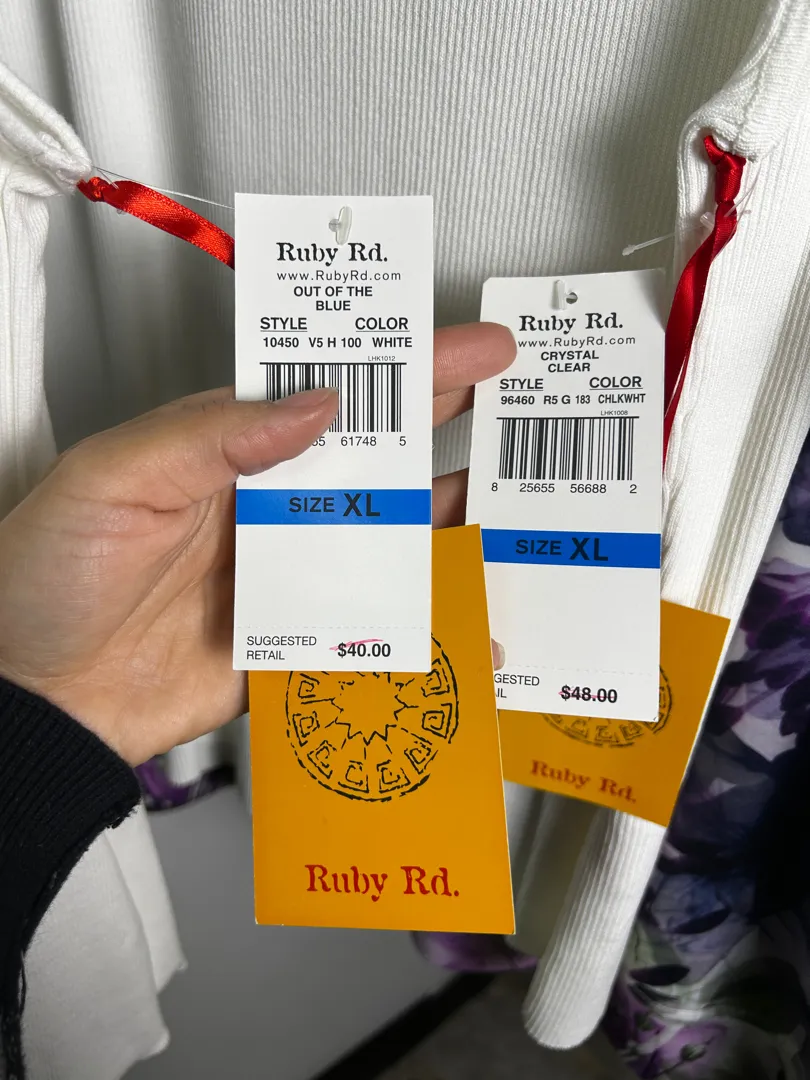 Ruby Rd.
www.RubyRd.com
OUT OF THE
BLUE
STYLE COLOR
10450 V5 H 100 WHITE
LHK1012
61748 5
SIZE XL
SUGGESTED
RETAIL
$40.00
Ruby Rd.
Ruby Rd.
www.RubyRd.com
CRYSTAL
CLEAR
STYLE COLOR
96460 R5 G 183 CHLKWHT
LHK1008
8 25655 56688 2
SIZE XL
$48.00
Ruby Rd.